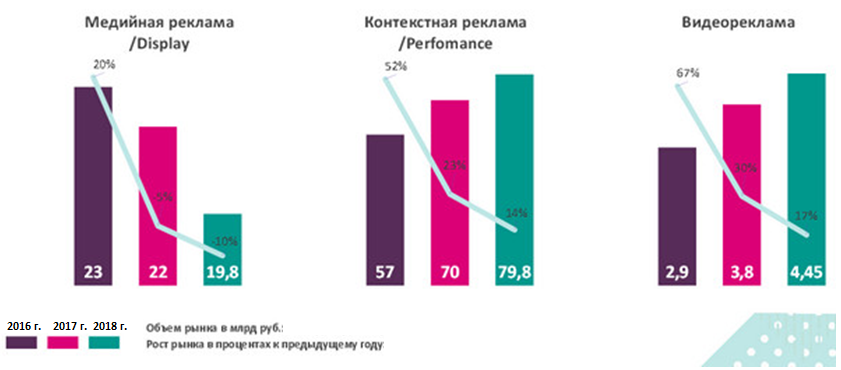 Медийная реклама
/Display
20%
-5%
-10%
23
22
19,8
Контекстная реклама
/Perfomance
52%
23%
14%
57
70
79,8
Видеореклама
67%
30%
17%
2,9
3,8
4,45
2016 г. 2017 г. 2018 г.
Объем рынка в млрд руб.:
Рост рынка в процентах к предыдущему году: